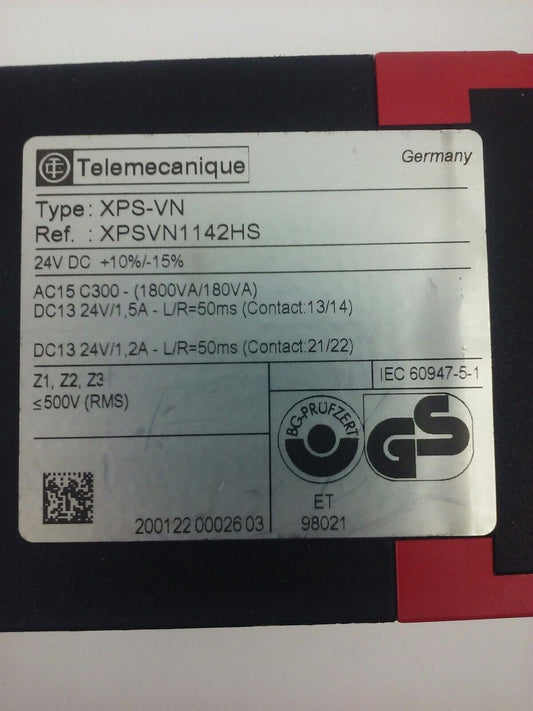 TE Telemecanique
Germany
Type: XPS-VN
Ref. : XPSVN1142HS
24V DC +10%/-15%
AC15 C300 - (1800VA/180VA)
DC13 24V/1,5A - L/R=50ms (Contact:13/14)
DC13 24V/1,2A - L/R=50ms (Contact:21/22)
Z1, Z2, Z3
≤500V (RMS)
IEC 60947-5-1
BG-PRÜFZERT
GS
ET
98021
200122 0002603